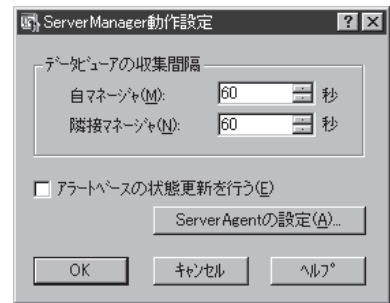 ServerManager動作設定
データビューアの収集間隔
自マネージャ(M): 60 秒
隣接マネージャ(N): 60 秒
アラートベースの状態更新を行う(E)
ServerAgentの設定(A)...
OK キャンセル ヘルプ